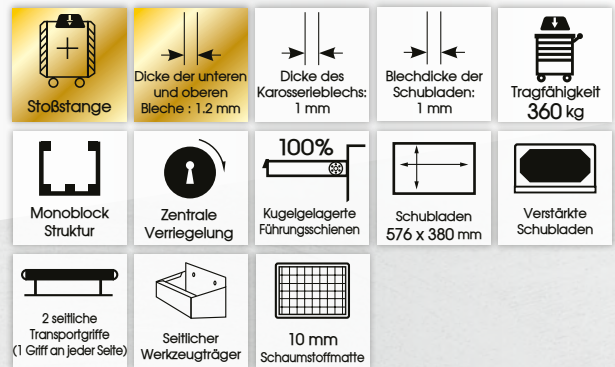 Stoßstange
Dicke der unteren
und oberen
Bleche : 1.2 mm
Dicke des
Karosserieblechs:
1 mm
Blechdicke der
Schubladen:
1 mm
Tragfähigkeit
360 kg
Monoblock
Struktur
Zentrale
Verriegelung
100%
Kugelgelagerte
Führungsschienen
Schubladen
576 x 380 mm
Verstärkte
Schubladen
2 seitliche
Transportgriffe
(1 Griff an jeder Seite)
Seitlicher
Werkzeugträger
10 mm
Schaumstoffmatte